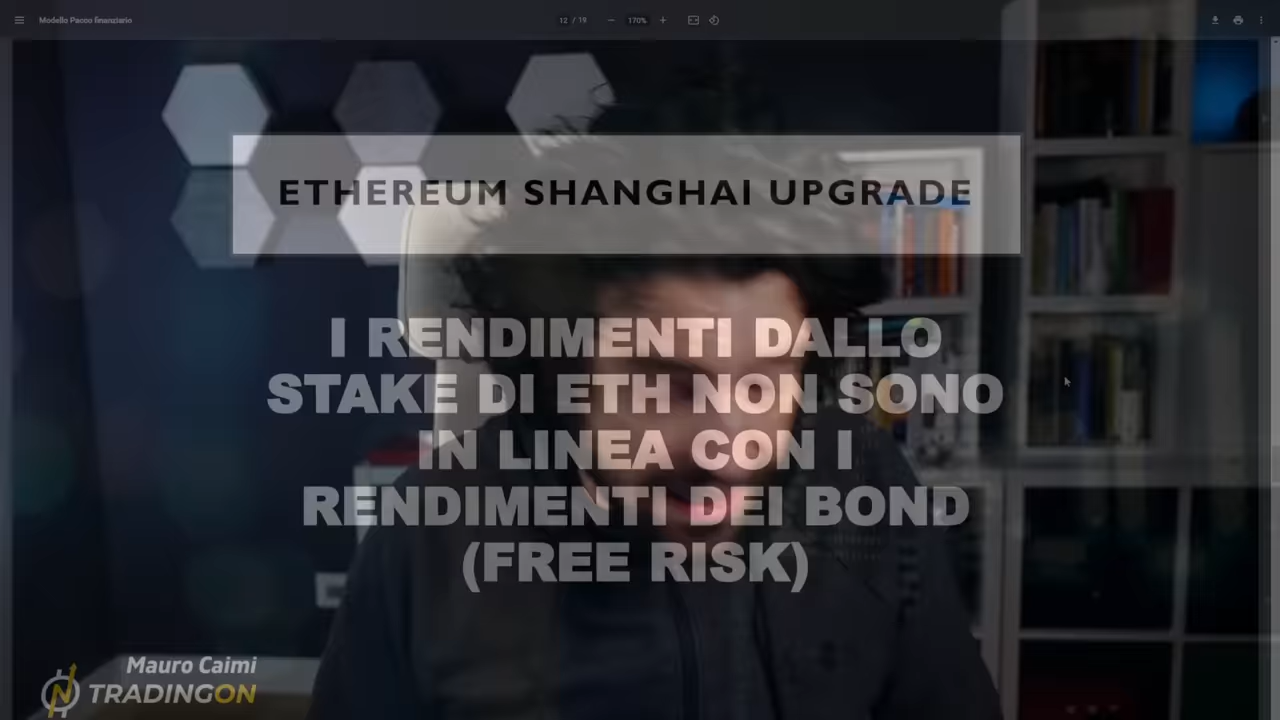 Modello Pacco finanziario
12 / 19
170%
ETHEREUM SHANGHAI UPGRADE
I RENDIMENTI DALLO
STAKE DI ETH NON SONO
IN LINEA CON I
RENDIMENTI DEI BOND
(FREE RISK)
Mauro Caimi
TRADINGON